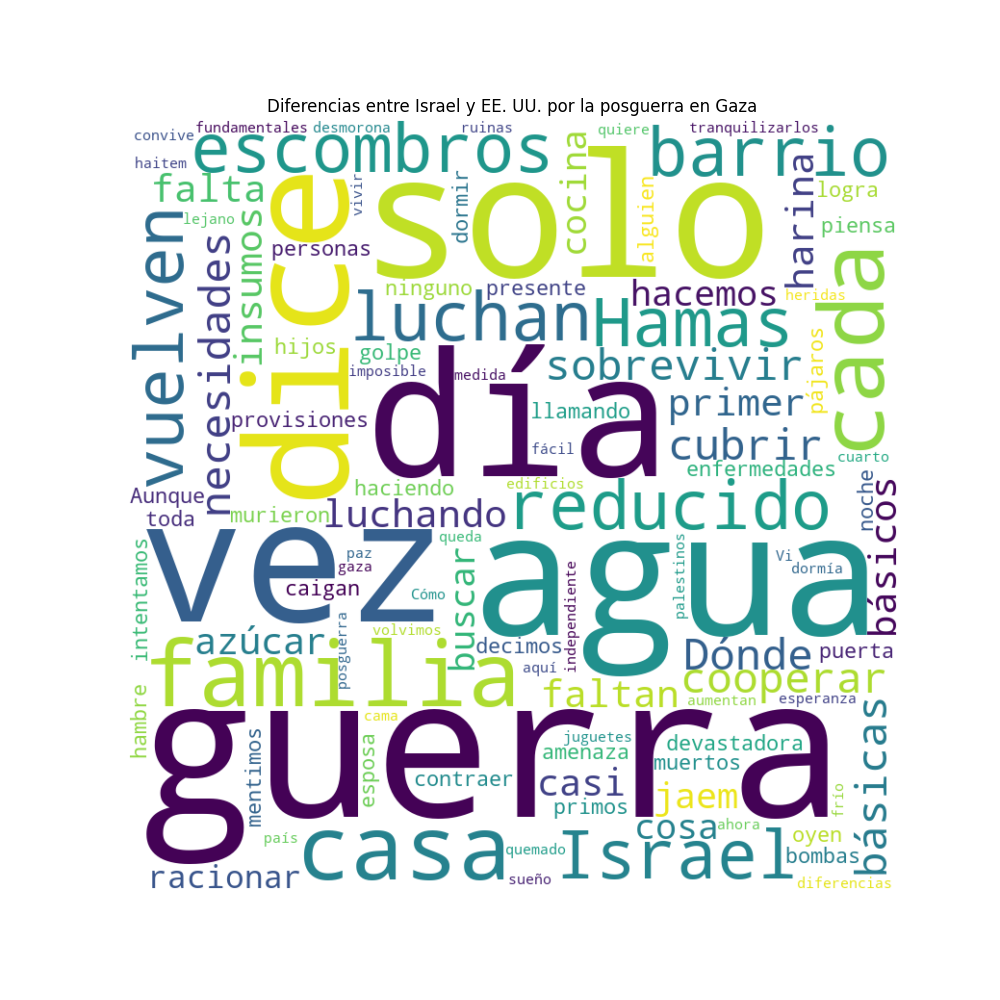 Diferencias entre Israel y EE. UU. por la posguerra en Gaza
convive
fundamentales
desmorona
ruinas
quiere
tranquilizarlos
escombros
barrio
haitem
falta
vivir
dormir
cocina
solo
alguien
harina
logra
lejano
piensa
vuelven
necesidades
insumos
dice
personas
ninguno
presente
hacemos
heridas
cada
luchan
Hamas
hijos
golpe
imposible
medida
sobrevivir
pájaros
día
provisiones
llamando
primer
fácil
cubrir
cuarto
enfermedades
Aunque
toda
murieron
haciendo
luchando
edificios
reducido
noche
básicos
vez
paz
gaza
queda
caigan
Cómo
buscar
agua
independiente
palestinos
Vi
dormía
intentamos
azúcar
posguerra
volvimos
decimos
aquí
Dónde
puerta
familia
faltan
cooperar
aumentan
esperanza
hambre
cama
guerra
mentimos
esposa
contraer
juguetes
amenaza
devastadora
muertos
casi
primos
jaem
frío
básicas
país
casa
quemado
cosa
ahora
oyen
Israel
bombas
racionar
sueño
diferencias